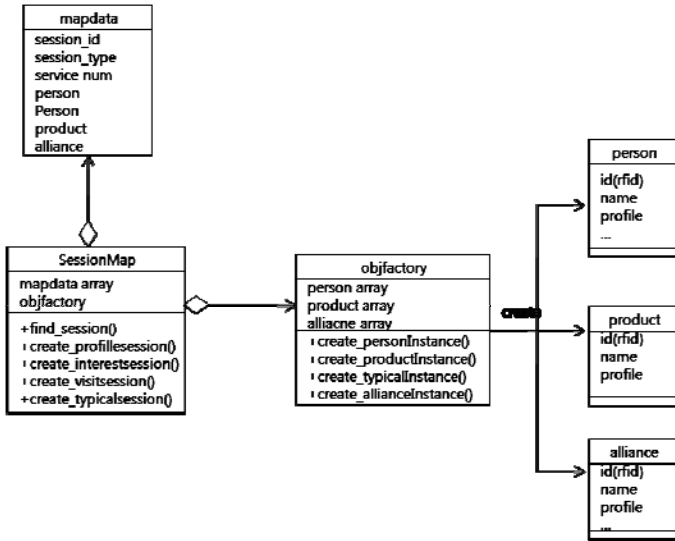 mapdata
session_id
session_type
service num
person
Person
product
alliance
SessionMap
mapdata array
objfactory
+find_session()
+create_profillesession()
+create_interestsession()
+create_visitsession()
+create_typicalsession()
objfactory
person array
product array
alliacne array
+create_personInstance()
+create_productInstance()
+create_typicalInstance()
+create_allianceInstance()
create
person
id(rfid)
name
profile
...
product
id(rfid)
name
profile
alliance
id(rfid)
name
profile
...